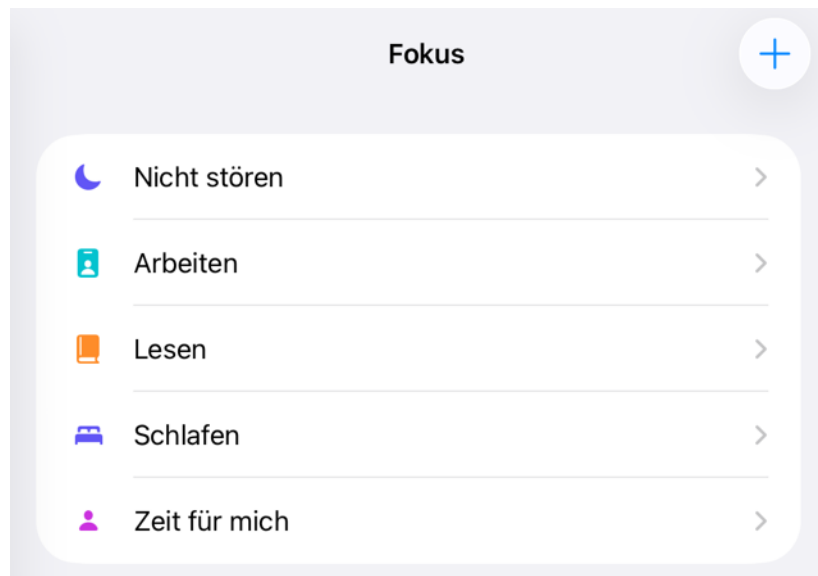 Fokus
Nicht stören
Arbeiten
Lesen
Schlafen
Zeit für mich